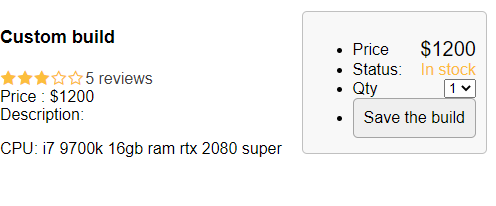 Custom build
5 reviews
Price : $1200
Description:
CPU: i7 9700k 16gb ram rtx 2080 super
Price $1200
Status: In stock
Qty 1
Save the build